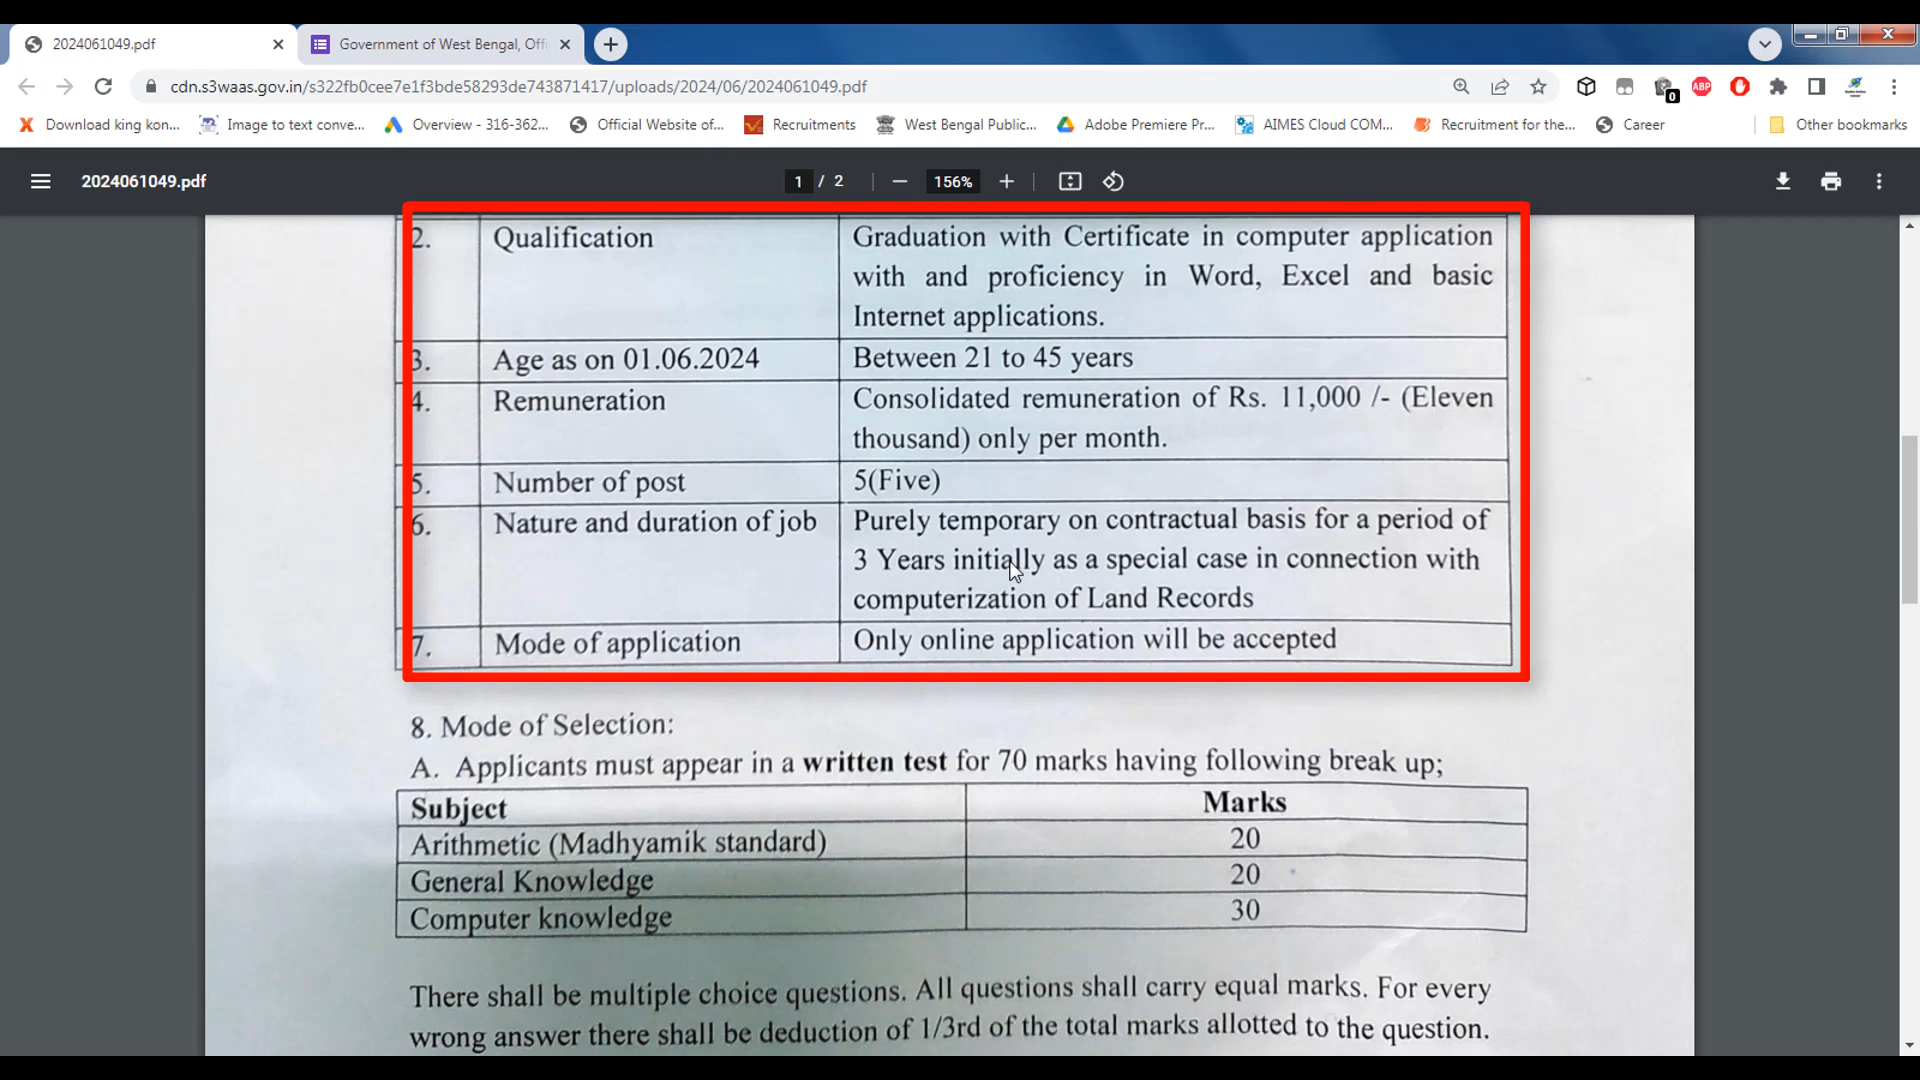 2024061049.pdf
Government of West Bengal, Offi
cdn.s3waas.gov.in/s322fb0cee7e1f3bde58293de743871417/uploads/2024/06/2024061049.pdf
0
ABP
Download king kon...
Image to text conve...
Overview - 316-362...
Official Website of...
Recruitments
West Bengal Public...
Adobe Premiere Pr...
AIMES Cloud COM...
Recruitment for the...
Career
Other bookmarks
2024061049.pdf
1 / 2
156%
2. Qualification Graduation with Certificate in computer application
with and proficiency in Word, Excel and basic
Internet applications.
3. Age as on 01.06.2024 Between 21 to 45 years
4. Remuneration Consolidated remuneration of Rs. 11,000 /- (Eleven
thousand) only per month.
5. Number of post 5(Five)
6. Nature and duration of job Purely temporary on contractual basis for a period of
3 Years initially as a special case in connection with
computerization of Land Records
7. Mode of application Only online application will be accepted
8. Mode of Selection:
A. Applicants must appear in a written test for 70 marks having following break up;
Subject Marks
Arithmetic (Madhyamik standard) 20
General Knowledge 20
Computer knowledge 30
There shall be multiple choice questions. All questions shall carry equal marks. For every
wrong answer there shall be deduction of 1/3rd of the total marks allotted to the question.